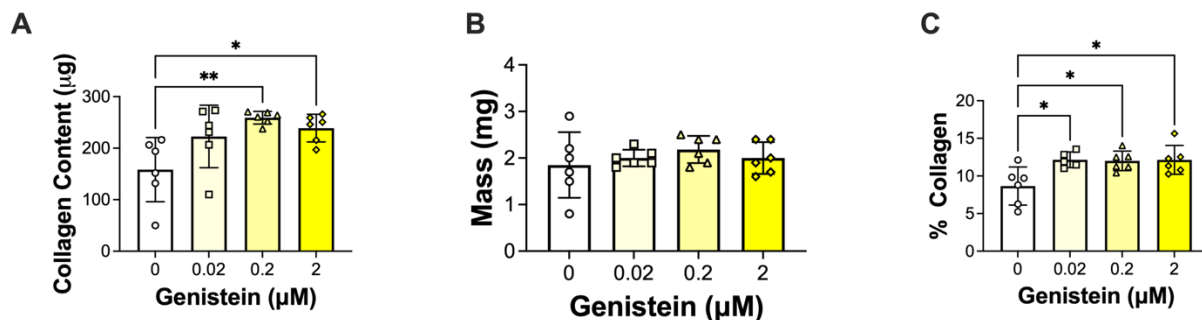 A
Collagen Content (μg)
300
200
100
0
*
**
0 0.02 0.2 2
Genistein (μM)
B
Mass (mg)
4
3
2
1
0
0 0.02 0.2 2
Genistein (μM)
C
% Collagen
20
15
10
5
0
*
*
*
0 0.02 0.2 2
Genistein (μM)